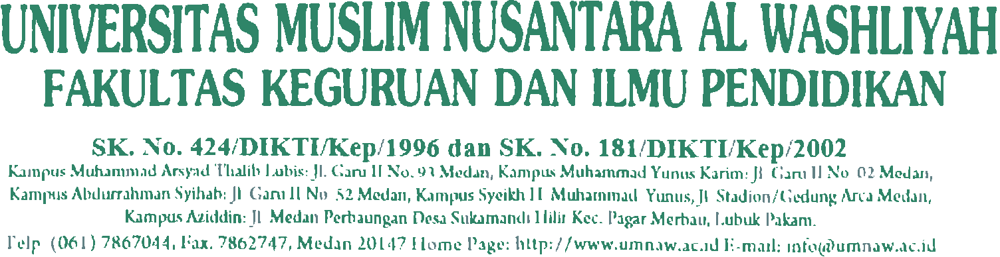 UNIVERSITAS MUSLIM NUSANTARA AL WASHLIYAH
FAKULTAS KEGURUAN DAN ILMU PENDIDIKAN
SK. No. 424/DIKTI/Kep/1996 dan SK. No. 181/DIKTI/Kep/2002
Kampus Muhammad Arsyad Thalib Lubis: Jl. Garu II No. 93 Medan, Kampus Muhammad Yunus Karim: Jl Garu II No 02 Medan,
Kampus Abdurrahman Syihab: Jl Garu II No 52 Medan, Kampus Syeikh H Muhammad Yunus, Jl Stadion/Gedung Arca Medan,
Kampus Aziddin: Jl Medan Perbaungan Desa Sukamandi Hilir Kec. Pagar Merbau, Lubuk Pakam.
Telp (061) 7867044, Fax. 7862747, Medan 20147 Home Page: http://www.umnaw.ac.id E-mail: info@umnaw.ac.id